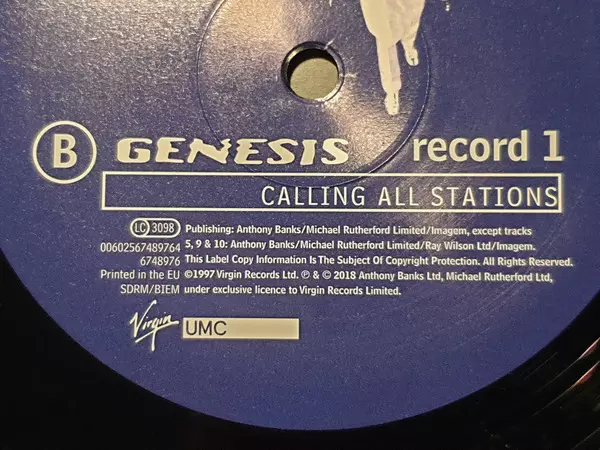 B GENESIS record 1
CALLING ALL STATIONS
LC 3098 Publishing: Anthony Banks/Michael Rutherford Limited/Imagem, except tracks
00602567489764 5, 9 & 10: Anthony Banks/Michael Rutherford Limited/Ray Wilson Ltd/Imagem.
6748976 This Label Copy Information Is The Subject Of Copyright Protection. All Rights Reserved.
Printed in the EU ©1997 Virgin Records Ltd. ℗ & © 2018 Anthony Banks Ltd, Michael Rutherford Ltd,
SDRM/BIEM under exclusive licence to Virgin Records Limited.
Virgin UMC